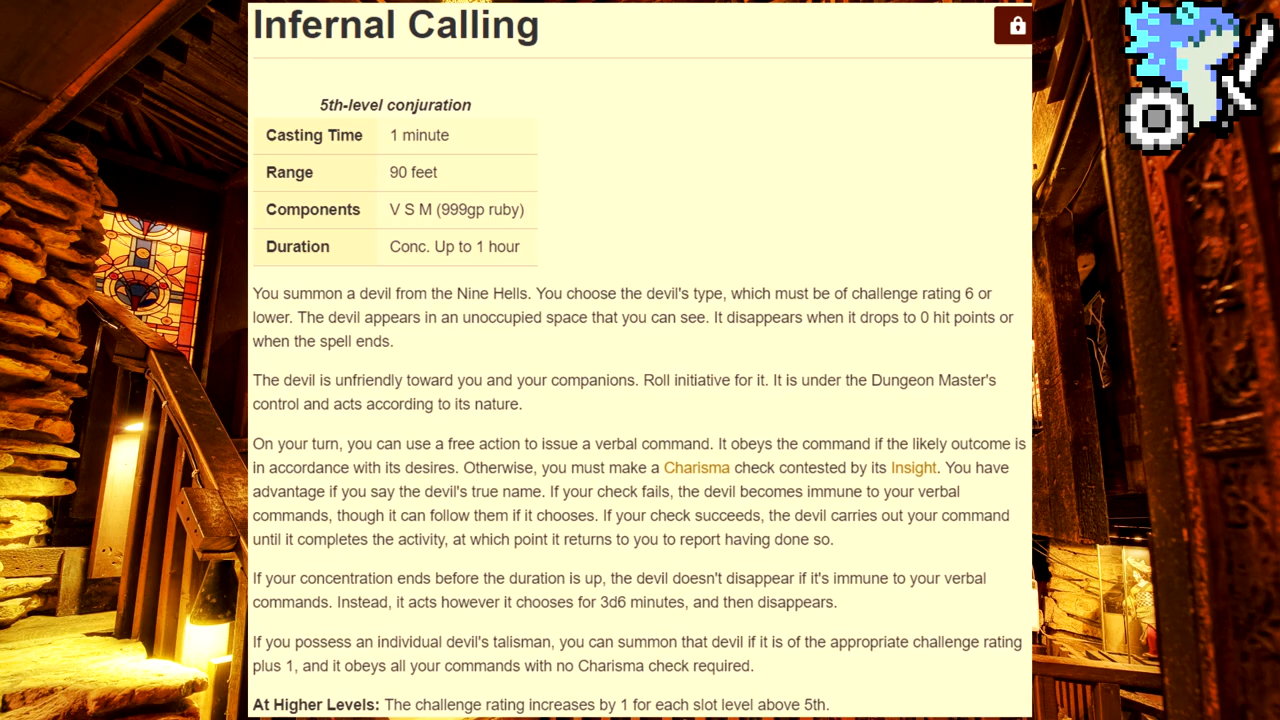 Infernal Calling
5th-level conjuration
Casting Time 1 minute
Range 90 feet
Components V S M (999gp ruby)
Duration Conc. Up to 1 hour
You summon a devil from the Nine Hells. You choose the devil's type, which must be of challenge rating 6 or
lower. The devil appears in an unoccupied space that you can see. It disappears when it drops to 0 hit points or
when the spell ends.
The devil is unfriendly toward you and your companions. Roll initiative for it. It is under the Dungeon Master's
control and acts according to its nature.
On your turn, you can use a free action to issue a verbal command. It obeys the command if the likely outcome is
in accordance with its desires. Otherwise, you must make a Charisma check contested by its Insight. You have
advantage if you say the devil's true name. If your check fails, the devil becomes immune to your verbal
commands, though it can follow them if it chooses. If your check succeeds, the devil carries out your command
until it completes the activity, at which point it returns to you to report having done so.
If your concentration ends before the duration is up, the devil doesn't disappear if it's immune to your verbal
commands. Instead, it acts however it chooses for 3d6 minutes, and then disappears.
If you possess an individual devil's talisman, you can summon that devil if it is of the appropriate challenge rating
plus 1, and it obeys all your commands with no Charisma check required.
At Higher Levels: The challenge rating increases by 1 for each slot level above 5th.